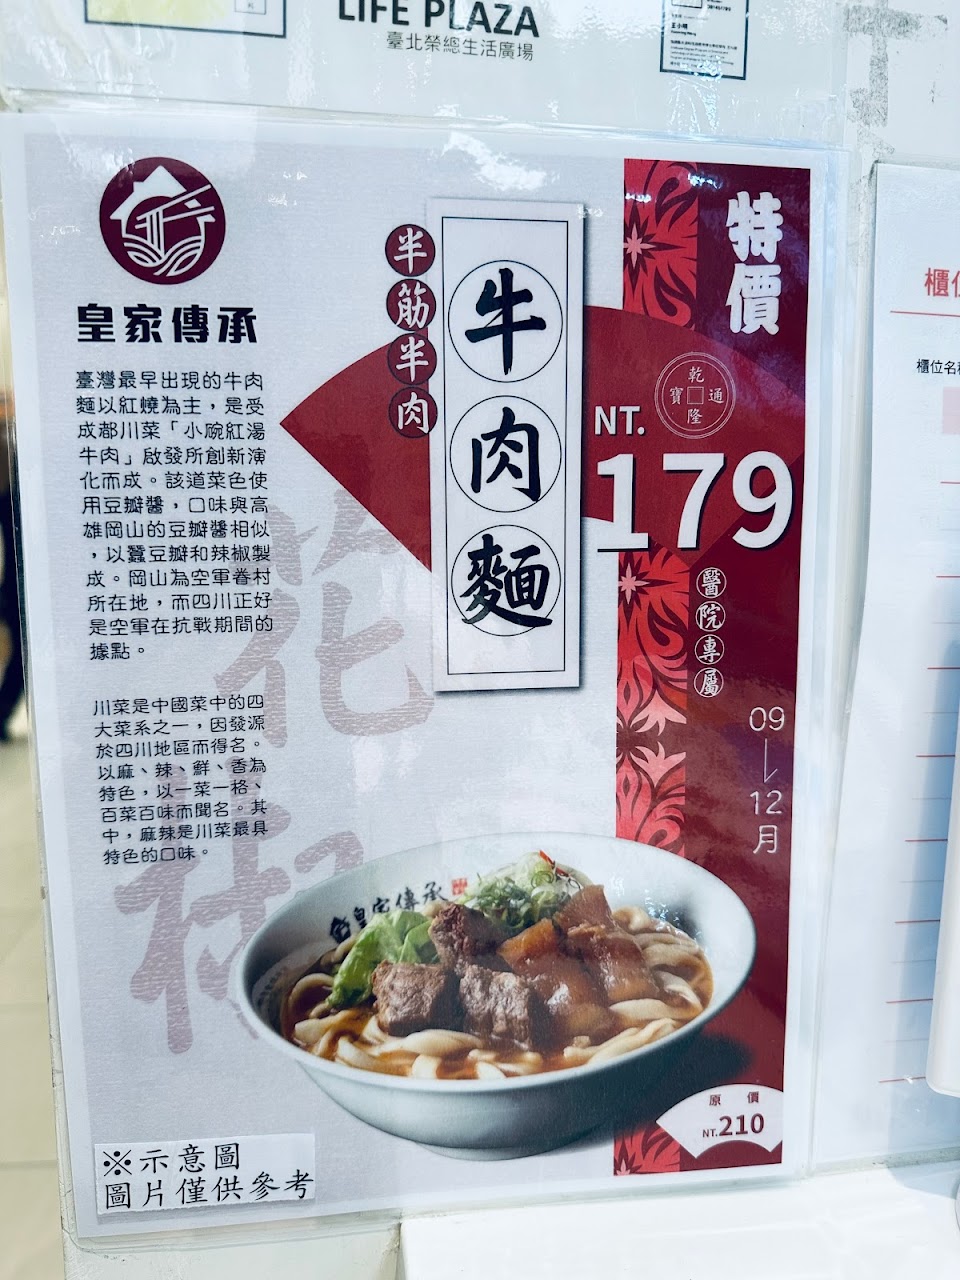 LIFE PLAZA
臺北榮總生活廣場
皇家傳承
臺灣最早出現的牛肉
麵以紅燒為主，是受
成都川菜「小碗紅湯
牛肉」啟發所創新演
化而成。該道菜色使
用豆瓣醬，口味與高
雄岡山的豆瓣醬相似
，以蠶豆瓣和辣椒製
成。岡山為空軍眷村
所在地，而四川正好
是空軍在抗戰期間的
據點。
川菜是中國菜中的四
大菜系之一，因發源
於四川地區而得名。
以麻、辣、鮮、香為
特色，以一菜一格、
百菜百味而聞名。其
中，麻辣是川菜最具
特色的口味。
花椒
半筋半肉
牛肉麵
特價
乾隆通寶
NT.
179
醫院專屬
09
12
月
皇家傳承
原價
NT.210
※示意圖
圖片僅供參考
櫃位
櫃位名稱